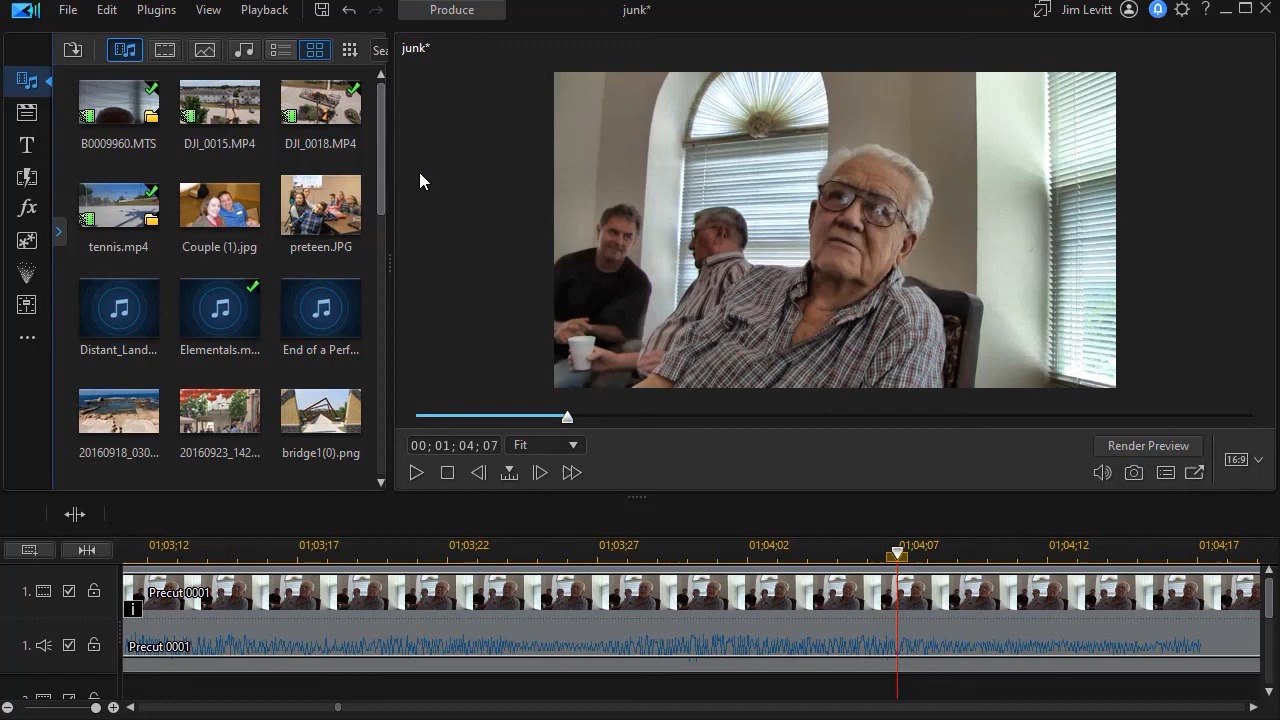 File Edit Plugins View Playback Produce junk* Jim Levitt ?
Sea
junk*
B0009960.MTS DJI_0015.MP4 DJI_0018.MP4
tennis.mp4 Couple (1).jpg preteen.JPG
Distant_Land... Elementals.m... End of a Perf...
20160918_030... 20160923_142... bridge1(0).png
T
fx
00; 01; 04; 07 Fit Render Preview
16:9
01;03;12 01;03;17 01;03;22 01;03;27 01;04;02 01;04;07 01;04;12 01;04;17
1. Precut 0001
i
1. Precut 0001